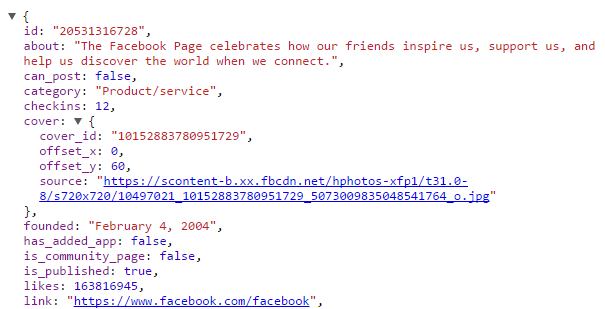 {
id: "20531316728",
about: "The Facebook Page celebrates how our friends inspire us, support us, and
help us discover the world when we connect.",
can_post: false,
category: "Product/service",
checkins: 12,
cover: {
cover_id: "10152883780951729",
offset_x: 0,
offset_y: 60,
source: "https://scontent-b.xx.fbcdn.net/hphotos-xfp1/t31.0-
8/s720x720/10497021_10152883780951729_5073009835048541764_o.jpg"
},
founded: "February 4, 2004",
has_added_app: false,
is_community_page: false,
is_published: true,
likes: 163816945,
link: "https://www.facebook.com/facebook",